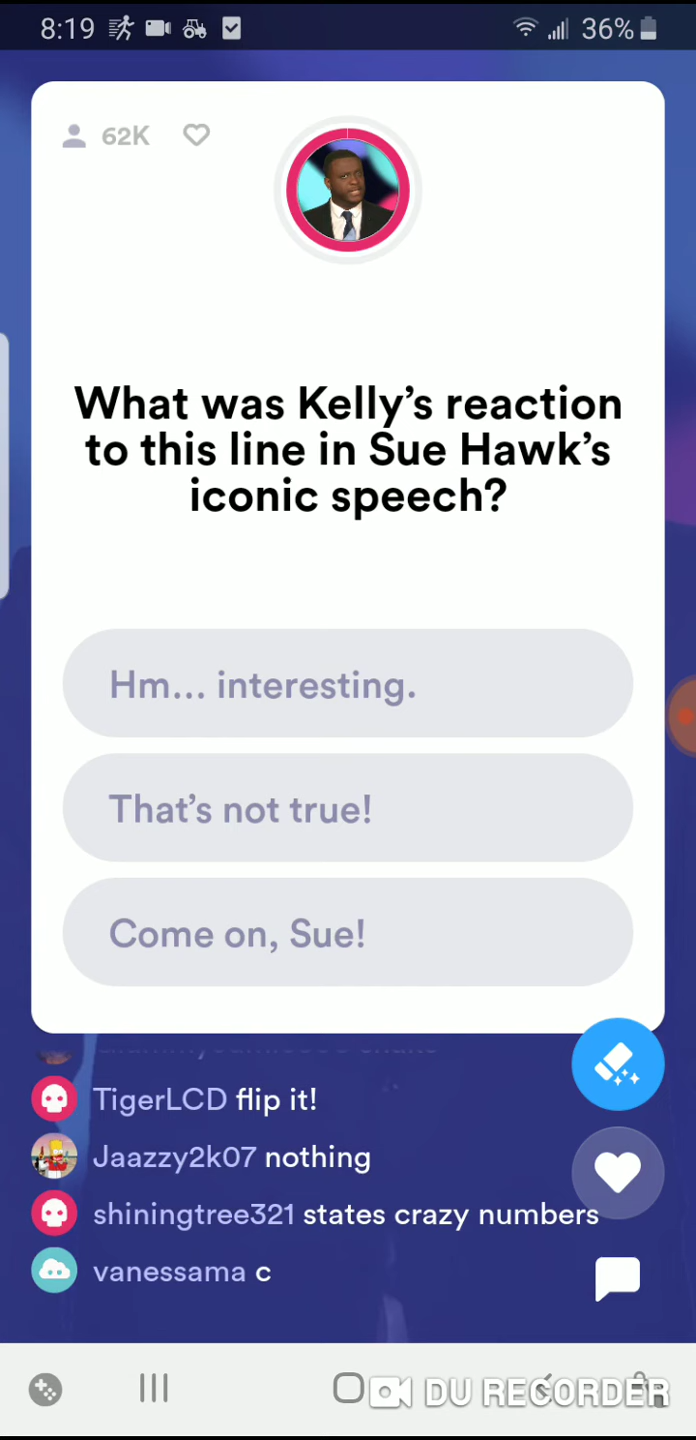 8:19 36%
62K
What was Kelly’s reaction
to this line in Sue Hawk’s
iconic speech?
Hm... interesting.
That’s not true!
Come on, Sue!
TigerLCD flip it!
Jaazzy2k07 nothing
shiningtree321 states crazy numbers
vanessama c
DU RECORDER